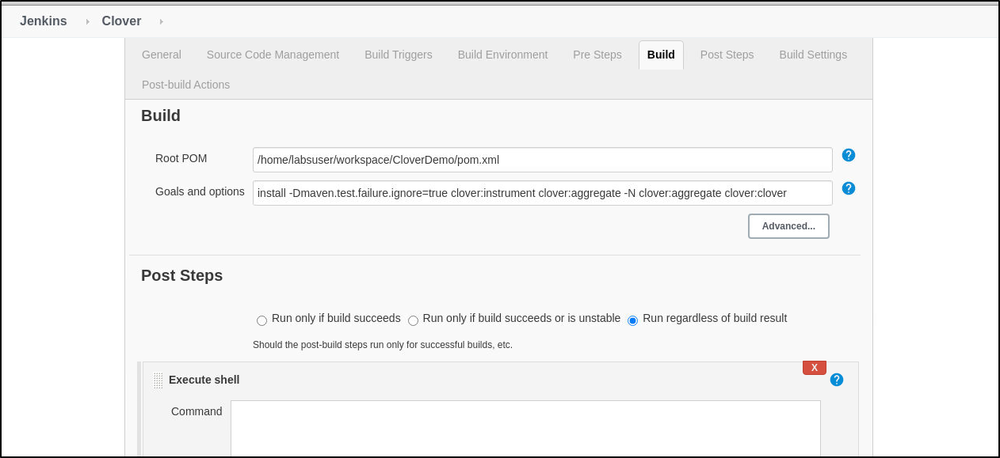 Jenkins Clover
General Source Code Management Build Triggers Build Environment Pre Steps Build Post Steps Build Settings
Post-build Actions
Build
Root POM /home/labsuser/workspace/CloverDemo/pom.xml ?
Goals and options install -Dmaven.test.failure.ignore=true clover:instrument clover:aggregate -N clover:aggregate clover:clover ?
Advanced...
Post Steps
Run only if build succeeds Run only if build succeeds or is unstable Run regardless of build result
Should the post-build steps run only for successful builds, etc.
X
Execute shell ?
Command